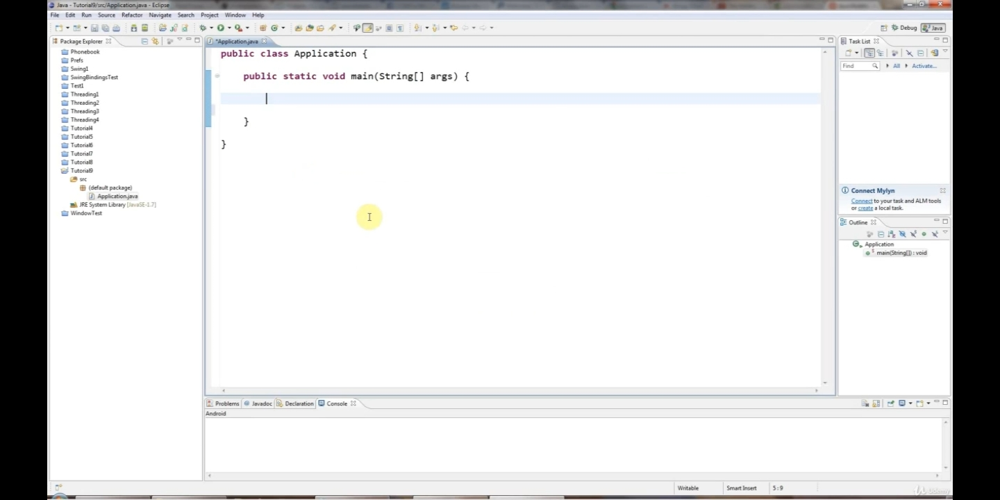 Java - Tutorial9/src/Application.java - Eclipse
File Edit Run Source Refactor Navigate Search Project Window Help
Debug Java
Package Explorer
Phonebook
Prefs
Swing1
SwingBindingsTest
Test1
Threading1
Threading2
Threading3
Threading4
Tutorial4
Tutorial5
Tutorial6
Tutorial7
Tutorial8
Tutorial9
src
(default package)
Application.java
JRE System Library [JavaSE-1.7]
WindowTest
*Application.java
public class Application {
public static void main(String[] args) {
}
}
Task List
Find All Activate...
Connect Mylyn
Connect to your task and ALM tools
or create a local task.
Outline
Application
main(String[]) : void
Problems Javadoc Declaration Console
Android
Writable Smart Insert 5 : 9
Udemy